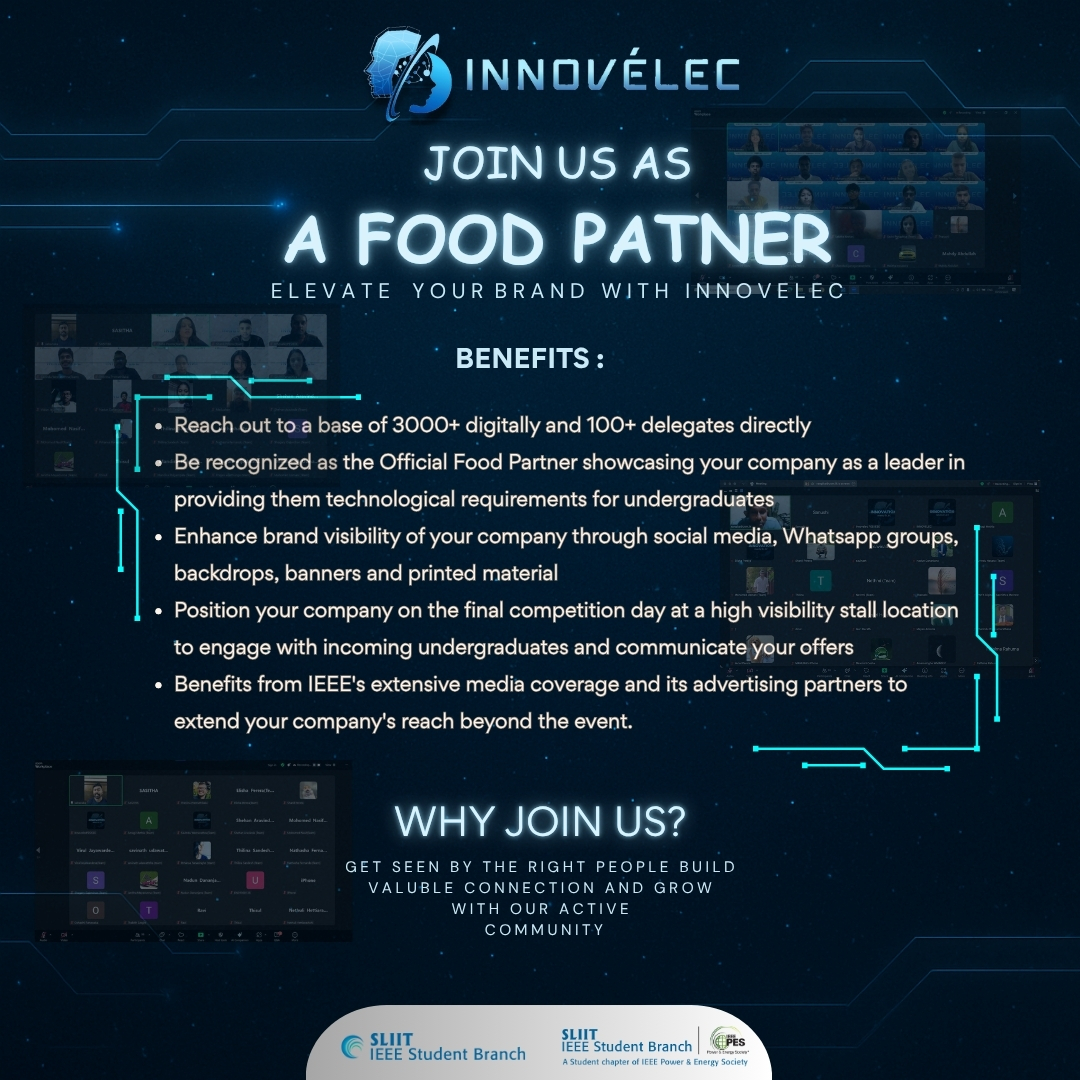 INNOVÉLEC
JOIN US AS
A FOOD PATNER
ELEVATE YOUR BRAND WITH INNOVELEC
BENEFITS :
• Reach out to a base of 3000+ digitally and 100+ delegates directly
• Be recognized as the Official Food Partner showcasing your company as a leader in
providing them technological requirements for undergraduates
• Enhance brand visibility of your company through social media, Whatsapp groups,
backdrops, banners and printed material
• Position your company on the final competition day at a high visibility stall location
to engage with incoming undergraduates and communicate your offers
• Benefits from IEEE's extensive media coverage and its advertising partners to
extend your company's reach beyond the event.
WHY JOIN US?
GET SEEN BY THE RIGHT PEOPLE BUILD
VALUBLE CONNECTION AND GROW
WITH OUR ACTIVE
COMMUNITY
SLIIT
IEEE Student Branch
SLIIT
IEEE Student Branch
IEEE
PES
Power & Energy Society
A Student chapter of IEEE Power & Energy Society